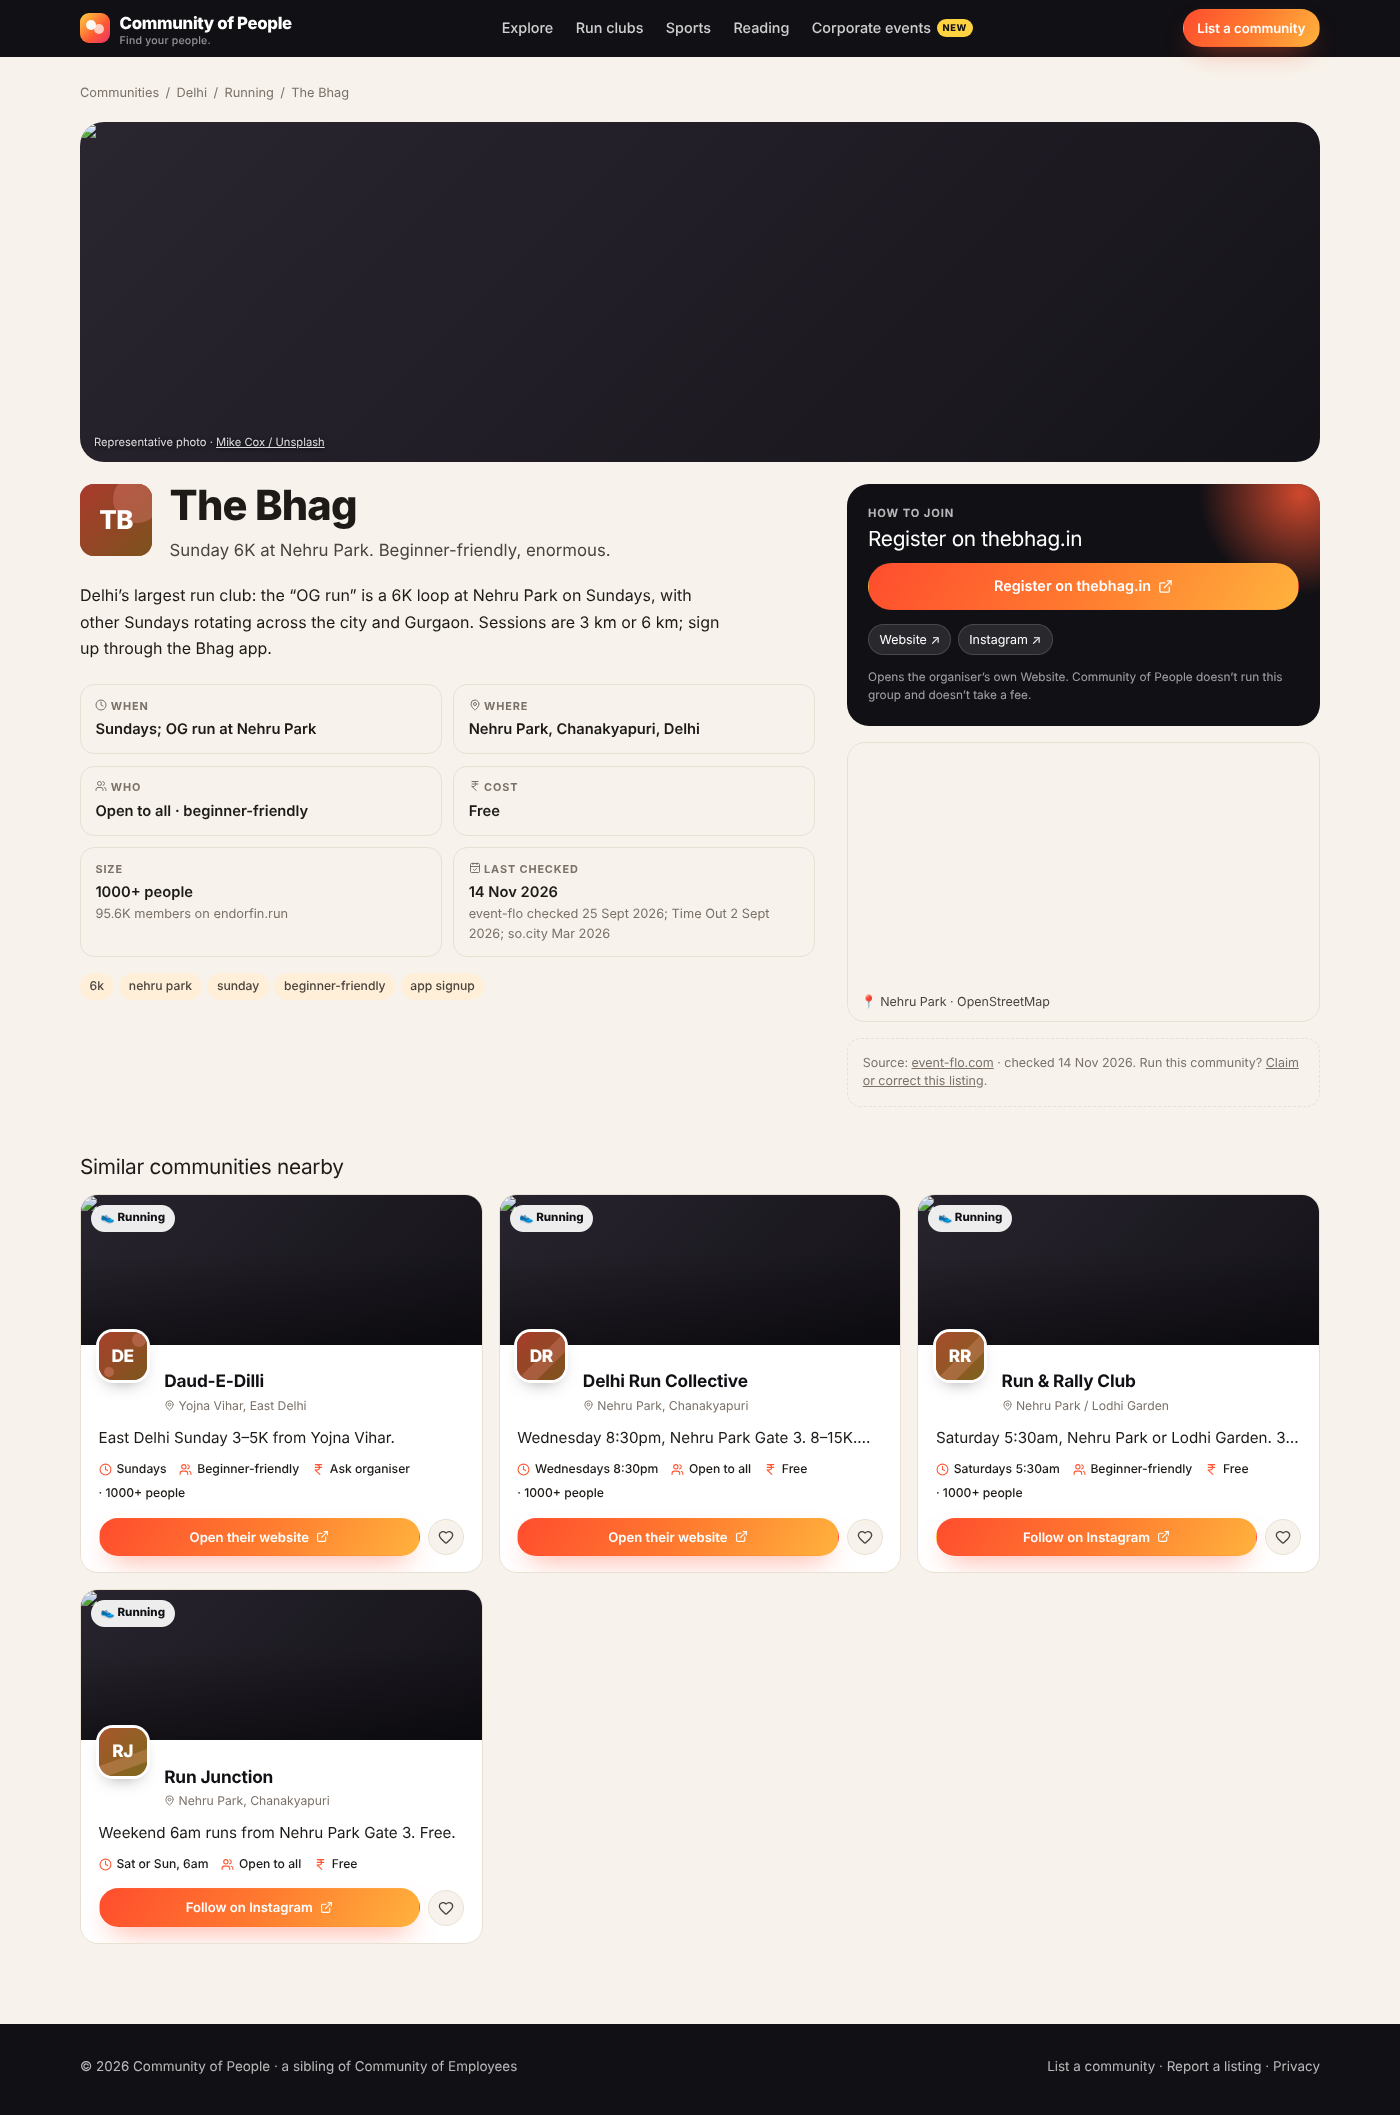 Community of People
Find your people.
Explore Run clubs Sports Reading Corporate events NEW
List a community
Communities / Delhi / Running / The Bhag
Representative photo · Mike Cox / Unsplash
TB
The Bhag
Sunday 6K at Nehru Park. Beginner-friendly, enormous.
Delhi’s largest run club: the “OG run” is a 6K loop at Nehru Park on Sundays, with
other Sundays rotating across the city and Gurgaon. Sessions are 3 km or 6 km; sign
up through the Bhag app.
WHEN
Sundays; OG run at Nehru Park
WHERE
Nehru Park, Chanakyapuri, Delhi
WHO
Open to all · beginner-friendly
COST
Free
SIZE
1000+ people
95.6K members on endorfin.run
LAST CHECKED
14 Nov 2026
event-flo checked 25 Sept 2026; Time Out 2 Sept
2026; so.city Mar 2026
6k nehru park sunday beginner-friendly app signup
HOW TO JOIN
Register on thebhag.in
Register on thebhag.in
Website ↗ Instagram ↗
Opens the organiser’s own Website. Community of People doesn’t run this
group and doesn’t take a fee.
📍 Nehru Park · OpenStreetMap
Source: event-flo.com · checked 14 Nov 2026. Run this community? Claim
or correct this listing.
Similar communities nearby
👟 Running
DE
Daud-E-Dilli
Yojna Vihar, East Delhi
East Delhi Sunday 3–5K from Yojna Vihar.
Sundays Beginner-friendly ₹ Ask organiser
· 1000+ people
Open their website
👟 Running
DR
Delhi Run Collective
Nehru Park, Chanakyapuri
Wednesday 8:30pm, Nehru Park Gate 3. 8–15K....
Wednesdays 8:30pm Open to all ₹ Free
· 1000+ people
Open their website
👟 Running
RR
Run & Rally Club
Nehru Park / Lodhi Garden
Saturday 5:30am, Nehru Park or Lodhi Garden. 3...
Saturdays 5:30am Beginner-friendly ₹ Free
· 1000+ people
Follow on Instagram
👟 Running
RJ
Run Junction
Nehru Park, Chanakyapuri
Weekend 6am runs from Nehru Park Gate 3. Free.
Sat or Sun, 6am Open to all ₹ Free
Follow on Instagram
© 2026 Community of People · a sibling of Community of Employees
List a community · Report a listing · Privacy